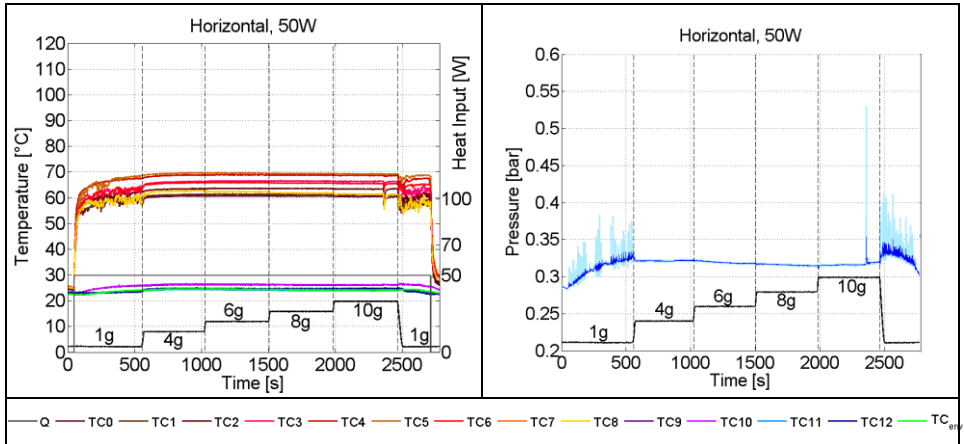 Horizontal, 50W
120
110
100
90
80
70
60
50
40
30
20
10
0
Temperature [°C]
Heat Input [W]
100
70
50
0
1g
4g
6g
8g
10g
1g
0 500 1000 1500 2000 2500
Time [s]
Horizontal, 50W
0.6
0.55
0.5
0.45
0.4
0.35
0.3
0.25
0.2
Pressure [bar]
1g
4g
6g
8g
10g
1g
0 500 1000 1500 2000 2500
Time [s]
Q TC0 TC1 TC2 TC3 TC4 TC5 TC6 TC7 TC8 TC9 TC10 TC11 TC12 TCenv